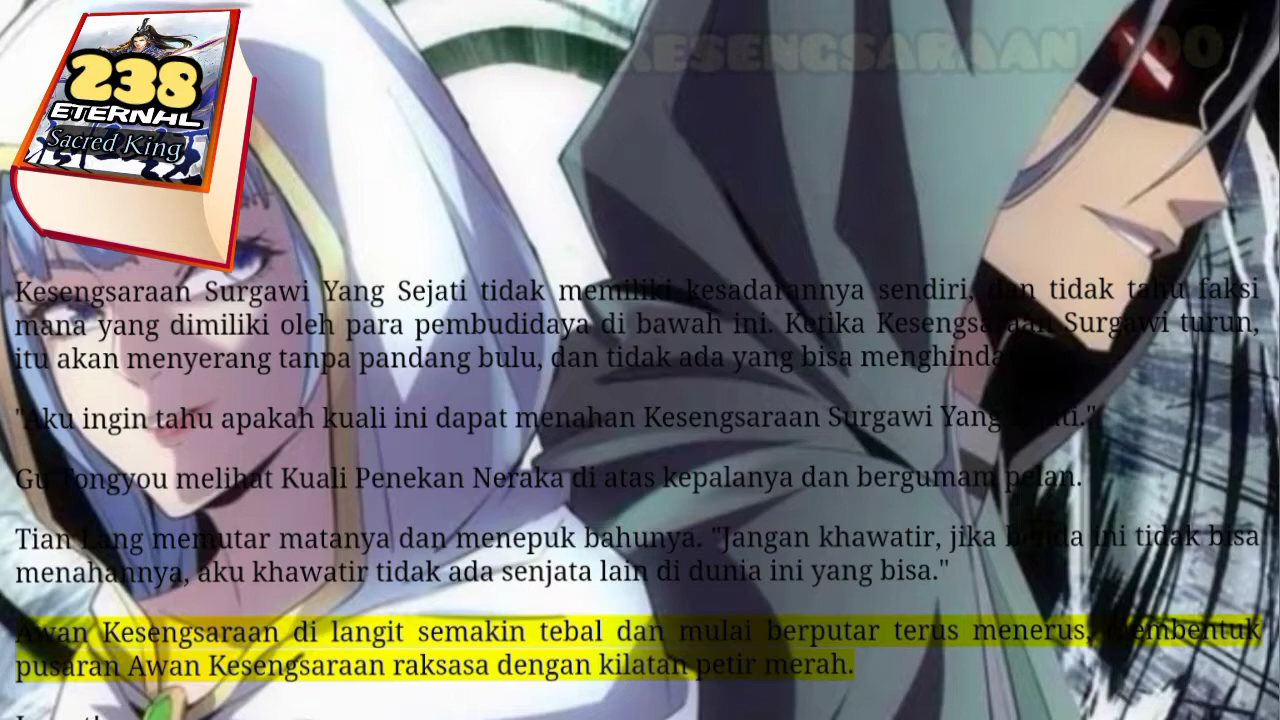 KESENGSARAAN
238
ETERNAL
Sacred King
Kesengsaraan Surgawi Yang Sejati tidak memiliki kesadarannya sendiri, dan tidak tahu faksi
mana yang dimiliki oleh para pembudidaya di bawah ini. Ketika Kesengsaraan Surgawi turun,
itu akan menyerang tanpa pandang bulu, dan tidak ada yang bisa
"Aku ingin tahu apakah kuali ini dapat menahan Kesengsaraan Surgawi Yang Sejati."
Gu Tongyou melihat Kuali Penekan Neraka di atas kepalanya dan bergumam pelan.
Tian Lang memutar matanya dan menepuk bahunya. "Jangan khawatir, jika benda ini tidak bisa
menahannya, aku khawatir tidak ada senjata lain di dunia ini yang bisa."
Awan Kesengsaraan di langit semakin tebal dan mulai berputar terus menerus, membentuk
pusaran Awan Kesengsaraan raksasa dengan kilatan petir merah.